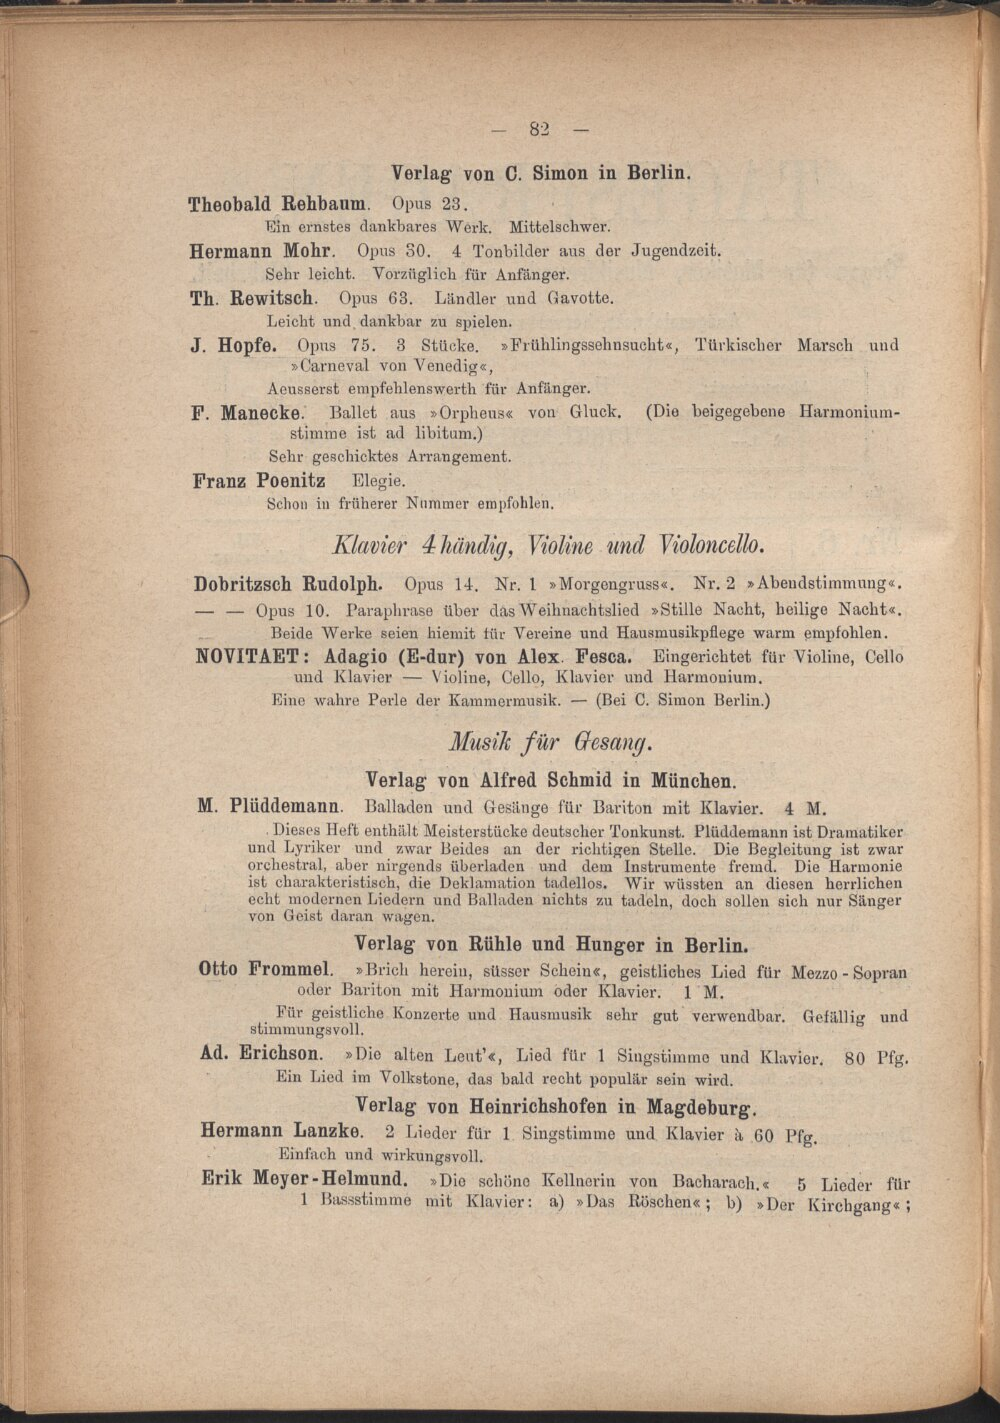 — 82 —
Verlag von C. Simon in Berlin.
Theobald Rehbaum. Opus 23.
Ein ernstes dankbares Werk. Mittelschwer.
Hermann Mohr. Opus 30. 4 Tonbilder aus der Jugendzeit.
Sehr leicht. Vorzüglich für Anfänger.
Th. Rewitsch. Opus 63. Ländler und Gavotte.
Leicht und dankbar zu spielen.
J. Hopfe. Opus 75. 3 Stücke. »Frühlingssehnsucht«, Türkischer Marsch und
»Carneval von Venedig«,
Aeusserst empfehlenswerth für Anfänger.
F. Manecke. Ballet aus »Orpheus« von Gluck. (Die beigegebene Harmonium-
stimme ist ad libitum.)
Sehr geschicktes Arrangement.
Franz Poenitz Elegie.
Schon in früherer Nummer empfohlen.
Klavier 4händig, Violine und Violoncello.
Dobritzsch Rudolph. Opus 14. Nr. 1 »Morgengruss«. Nr. 2 »Abendstimmung«.
— — Opus 10. Paraphrase über das Weihnachtslied »Stille Nacht, heilige Nacht«.
Beide Werke seien hiemit für Vereine und Hausmusikpflege warm empfohlen.
NOVITAET: Adagio (E-dur) von Alex. Fesca. Eingerichtet für Violine, Cello
und Klavier — Violine, Cello, Klavier und Harmonium.
Eine wahre Perle der Kammermusik. — (Bei C. Simon Berlin.)
Musik für Gesang.
Verlag von Alfred Schmid in München.
M. Plüddemann. Balladen und Gesänge für Bariton mit Klavier. 4 M.
Dieses Heft enthält Meisterstücke deutscher Tonkunst. Plüddemann ist Dramatiker
und Lyriker und zwar Beides an der richtigen Stelle. Die Begleitung ist zwar
orchestral, aber nirgends überladen und dem Instrumente fremd. Die Harmonie
ist charakteristisch, die Deklamation tadellos. Wir wüssten an diesen herrlichen
echt modernen Liedern und Balladen nichts zu tadeln, doch sollen sich nur Sänger
von Geist daran wagen.
Verlag von Rühle und Hunger in Berlin.
Otto Frommel. »Brich herein, süsser Schein«, geistliches Lied für Mezzo-Sopran
oder Bariton mit Harmonium oder Klavier. 1 M.
Für geistliche Konzerte und Hausmusik sehr gut verwendbar. Gefällig und
stimmungsvoll.
Ad. Erichson. »Die alten Leut'«, Lied für 1 Singstimme und Klavier. 80 Pfg.
Ein Lied im Volkstone, das bald recht populär sein wird.
Verlag von Heinrichshofen in Magdeburg.
Hermann Lanzke. 2 Lieder für 1 Singstimme und Klavier à 60 Pfg.
Einfach und wirkungsvoll.
Erik Meyer-Helmund. »Die schöne Kellnerin von Bacharach.« 5 Lieder für
1 Bassstimme mit Klavier: a) »Das Röschen«; b) »Der Kirchgang«;